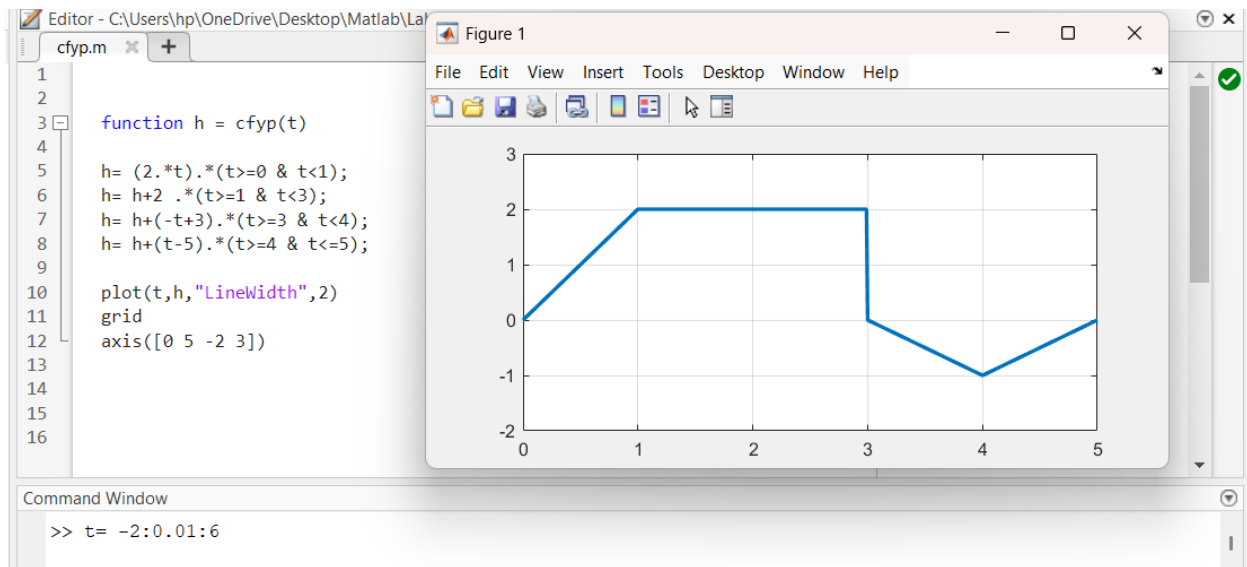 Editor - C:\Users\hp\OneDrive\Desktop\Matlab\Lal
cfyp.m
1
2
3 function h = cfyp(t)
4
5 h= (2.*t).*(t>=0 & t<1);
6 h= h+2 .*(t>=1 & t<3);
7 h= h+(-t+3).*(t>=3 & t<4);
8 h= h+(t-5).*(t>=4 & t<=5);
9
10 plot(t,h,"LineWidth",2)
11 grid
12 axis([0 5 -2 3])
13
14
15
16
Figure 1
File Edit View Insert Tools Desktop Window Help
3
2
1
0
-1
-2
0 1 2 3 4 5
Command Window
>> t= -2:0.01:6